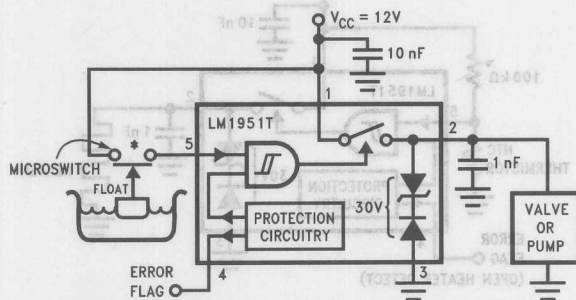 VCC = 12V
10 nF
1
LM1951T
MICROSWITCH
*
5
2
1 nF
FLOAT
30V
PROTECTION
CIRCUITRY
VALVE
OR
PUMP
ERROR
FLAG
4
3